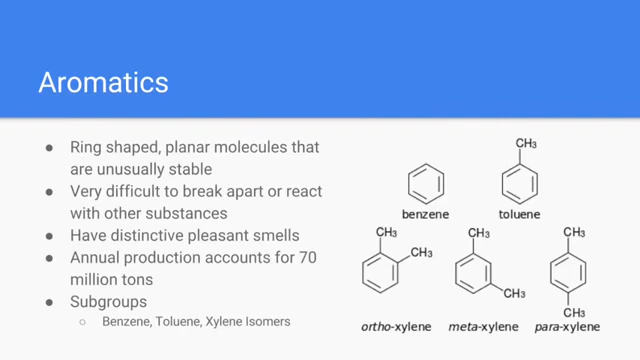 Aromatics
● Ring shaped, planar molecules that
are unusually stable
● Very difficult to break apart or react
with other substances
● Have distinctive pleasant smells
● Annual production accounts for 70
million tons
● Subgroups
○ Benzene, Toluene, Xylene Isomers
CH₃
benzene toluene
CH₃ CH₃ CH₃
CH₃
CH₃
CH₃
ortho-xylene meta-xylene para-xylene